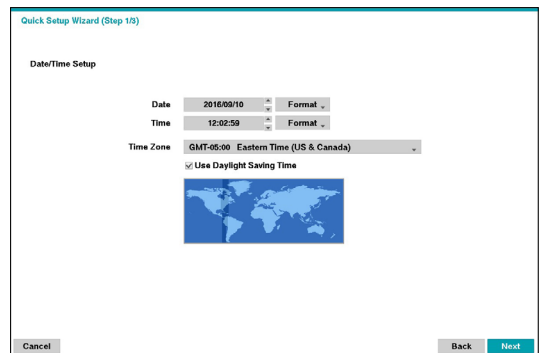 Quick Setup Wizard (Step 1/3)
Date/Time Setup
Date 2016/09/10 Format
Time 12:02:59 Format
Time Zone GMT-05:00 Eastern Time (US & Canada)
Use Daylight Saving Time
Cancel Back Next